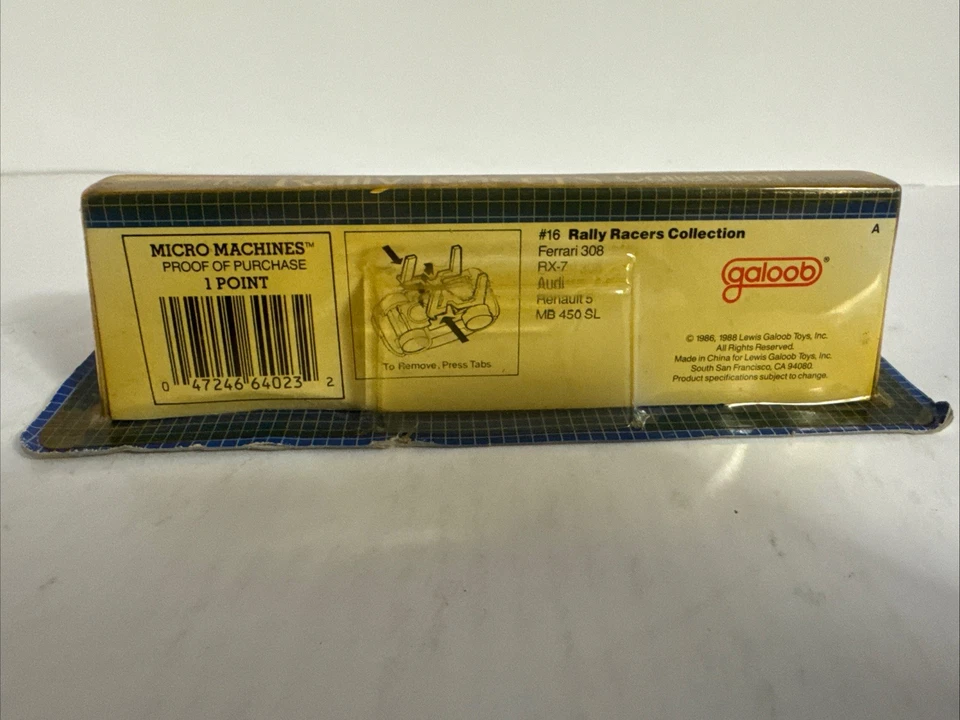 Rally Racers Collection
MICRO MACHINES™
PROOF OF PURCHASE
1 POINT
0 47246 64023 2
To Remove, Press Tabs
#16 Rally Racers Collection
Ferrari 308
RX-7
Audi
Renault 5
MB 450 SL
A
galoob®
© 1986, 1988 Lewis Galoob Toys, Inc.
All Rights Reserved.
Made in China for Lewis Galoob Toys, Inc.
South San Francisco, CA 94080.
Product specifications subject to change.